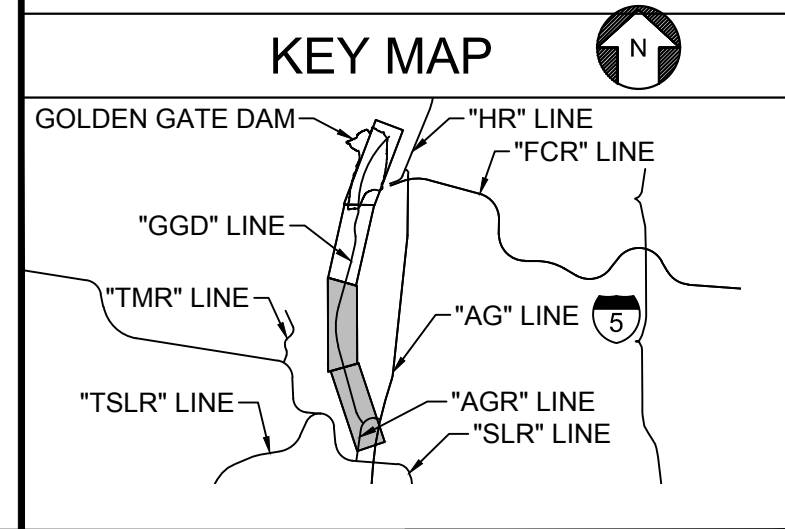 KEY MAP
N
GOLDEN GATE DAM
"HR" LINE
"FCR" LINE
"GGD" LINE
"TMR" LINE
"AG" LINE
5
"TSLR" LINE
"AGR" LINE
"SLR" LINE